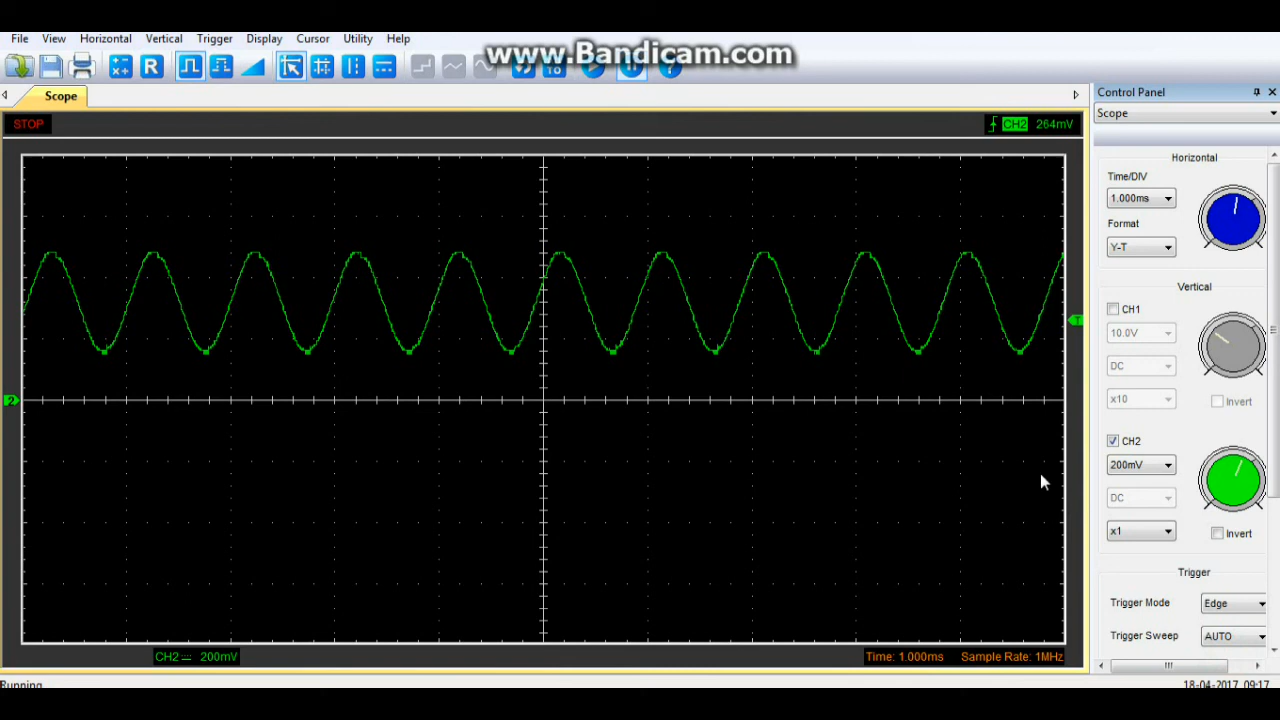 File View Horizontal Vertical Trigger Display Cursor Utility Help
www.Bandicam.com
R
Scope
Control Panel
Scope
STOP
CH2 264mV
Horizontal
Time/DIV
1.000ms
Format
Y-T
Vertical
CH1
10.0V
DC
x10
Invert
2
T
CH2
200mV
DC
x1
Invert
Trigger
Trigger Mode Edge
Trigger Sweep AUTO
CH2 200mV
Time: 1.000ms Sample Rate: 1MHz
Running
18-04-2017 09:17